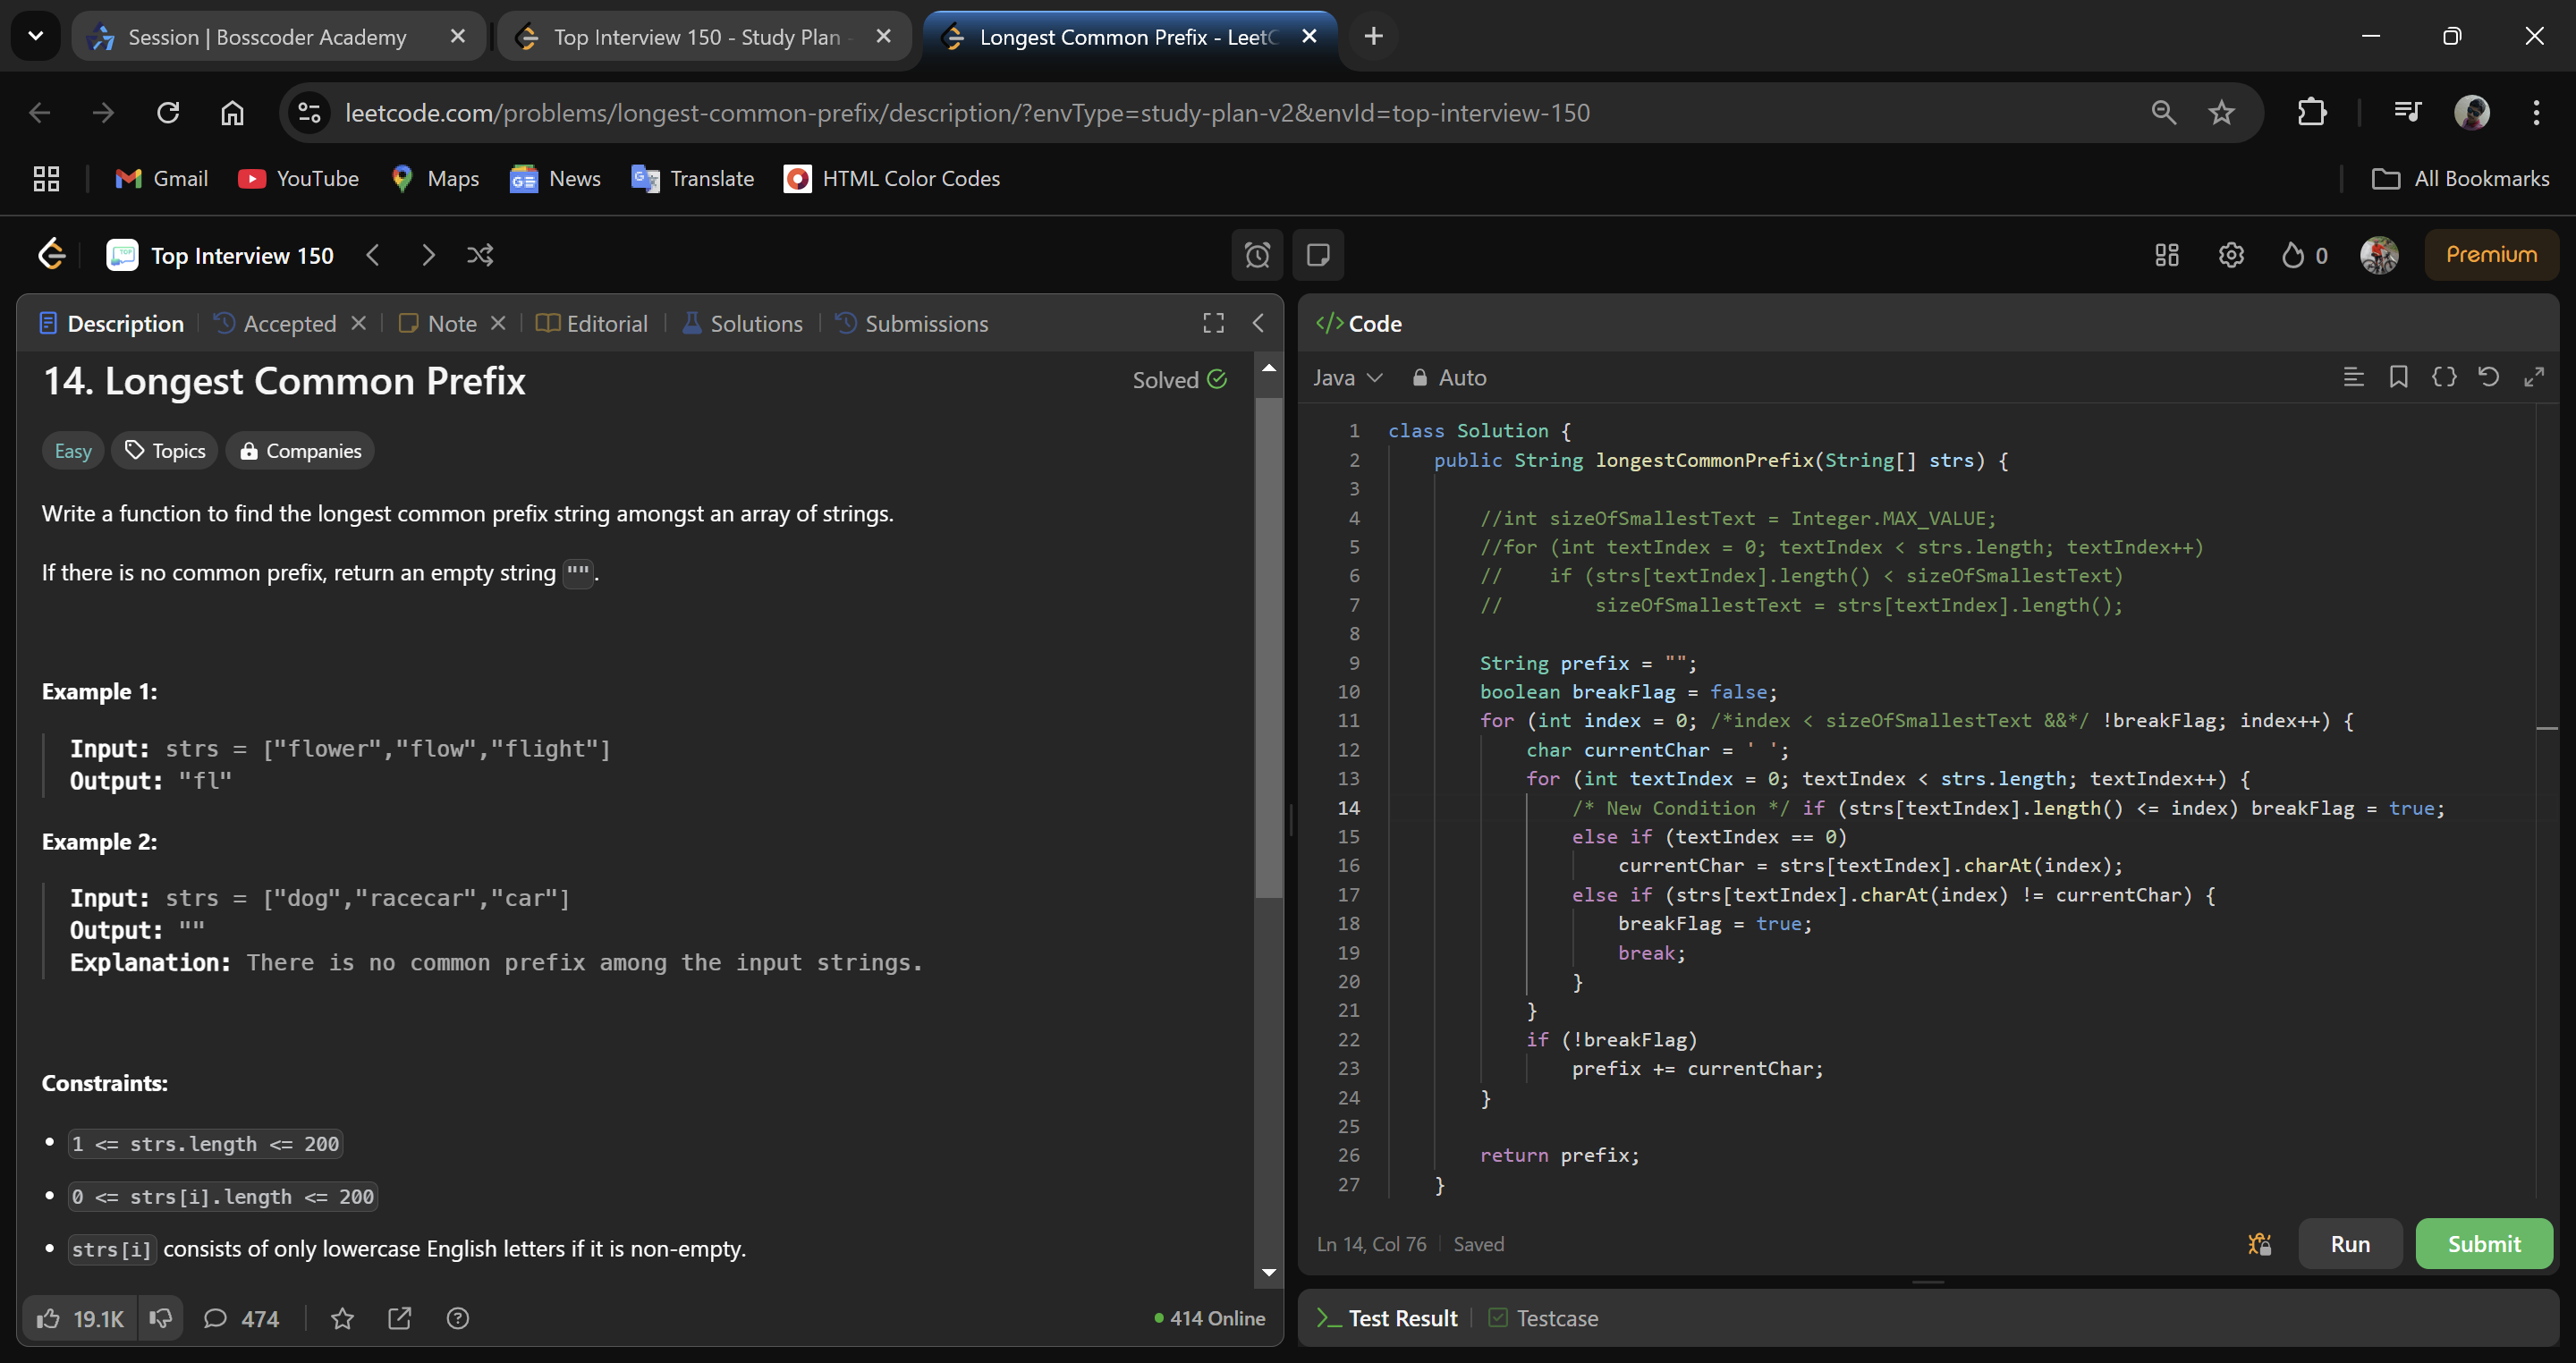 Session | Bosscoder Academy
Top Interview 150 - Study Plan -
Longest Common Prefix - Leet
leetcode.com/problems/longest-common-prefix/description/?envType=study-plan-v2&envId=top-interview-150
Gmail
YouTube
Maps
News
Translate
HTML Color Codes
All Bookmarks
Top Interview 150
0
Premium
Description
Accepted
Note
Editorial
Solutions
Submissions
14. Longest Common Prefix
Solved
Easy
Topics
Companies
Write a function to find the longest common prefix string amongst an array of strings.
If there is no common prefix, return an empty string "".
Example 1:
Input: strs = ["flower","flow","flight"]
Output: "fl"
Example 2:
Input: strs = ["dog","racecar","car"]
Output: ""
Explanation: There is no common prefix among the input strings.
Constraints:
• 1 <= strs.length <= 200
• 0 <= strs[i].length <= 200
• strs[i] consists of only lowercase English letters if it is non-empty.
19.1K
474
414 Online
</> Code
Java
Auto
1 class Solution {
2 public String longestCommonPrefix(String[] strs) {
3
4 //int sizeOfSmallestText = Integer.MAX_VALUE;
5 //for (int textIndex = 0; textIndex < strs.length; textIndex++)
6 // if (strs[textIndex].length() < sizeOfSmallestText)
7 // sizeOfSmallestText = strs[textIndex].length();
8
9 String prefix = "";
10 boolean breakFlag = false;
11 for (int index = 0; /*index < sizeOfSmallestText &&*/ !breakFlag; index++) {
12 char currentChar = ' ';
13 for (int textIndex = 0; textIndex < strs.length; textIndex++) {
14 /* New Condition */ if (strs[textIndex].length() <= index) breakFlag = true;
15 else if (textIndex == 0)
16 currentChar = strs[textIndex].charAt(index);
17 else if (strs[textIndex].charAt(index) != currentChar) {
18 breakFlag = true;
19 break;
20 }
21 }
22 if (!breakFlag)
23 prefix += currentChar;
24 }
25
26 return prefix;
27 }
Ln 14, Col 76
Saved
Run
Submit
Test Result
Testcase